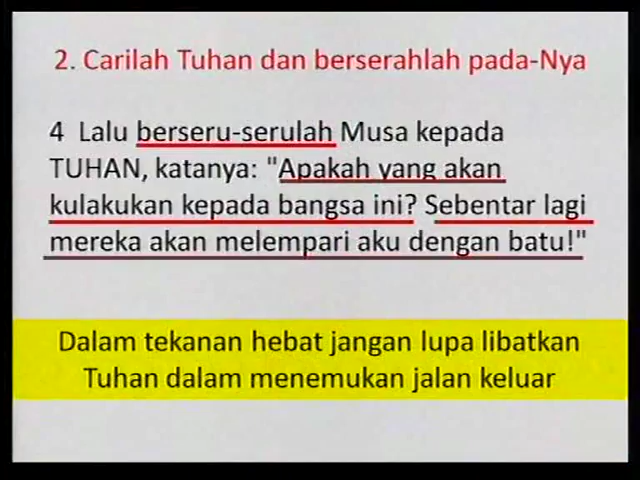 2. Carilah Tuhan dan berserahlah pada-Nya
4 Lalu berseru-serulah Musa kepada
TUHAN, katanya: "Apakah yang akan
kulakukan kepada bangsa ini? Sebentar lagi
mereka akan melempari aku dengan batu!"
Dalam tekanan hebat jangan lupa libatkan
Tuhan dalam menemukan jalan keluar